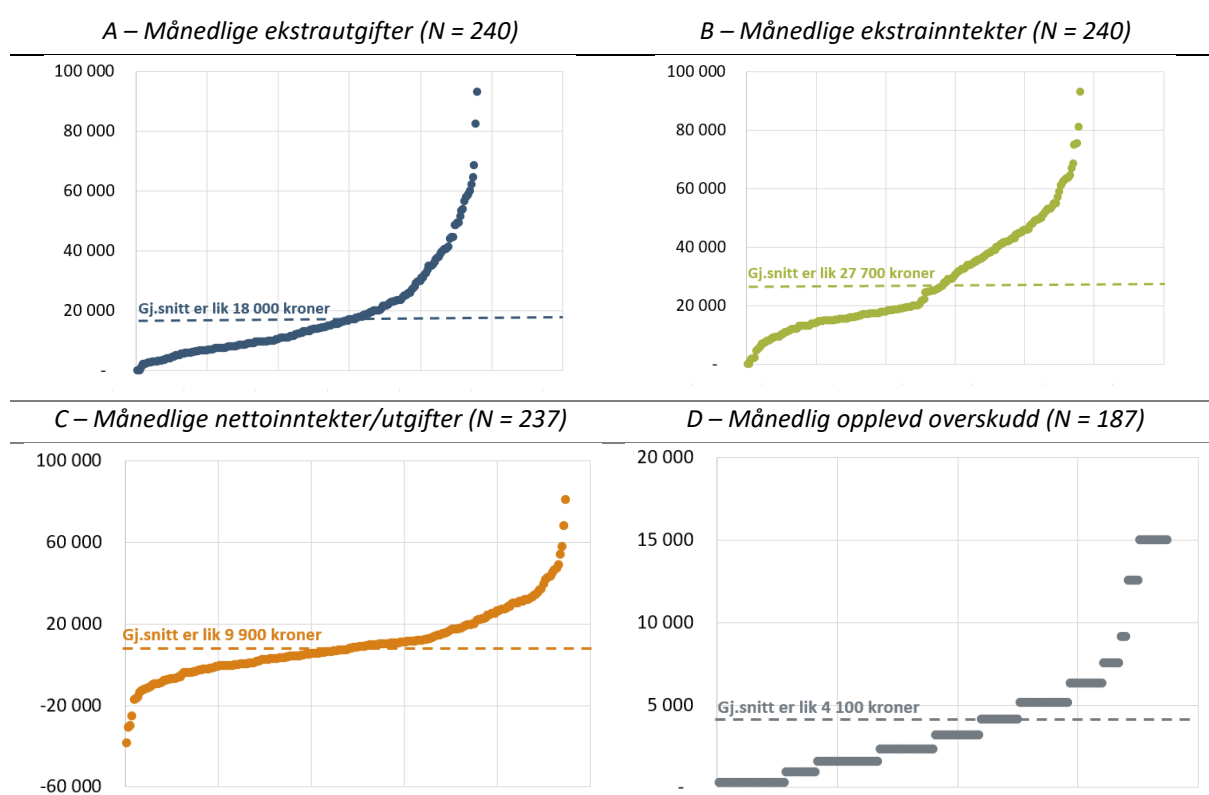 A – Månedlige ekstrautgifter (N = 240)
100 000
80 000
60 000
40 000
20 000
-
Gj.snitt er lik 18 000 kroner
B – Månedlige ekstrainntekter (N = 240)
100 000
80 000
60 000
40 000
20 000
-
Gj.snitt er lik 27 700 kroner
C – Månedlige nettoinntekter/utgifter (N = 237)
100 000
60 000
20 000
-20 000
-60 000
Gj.snitt er lik 9 900 kroner
D – Månedlig opplevd overskudd (N = 187)
20 000
15 000
10 000
5 000
-
Gj.snitt er lik 4 100 kroner